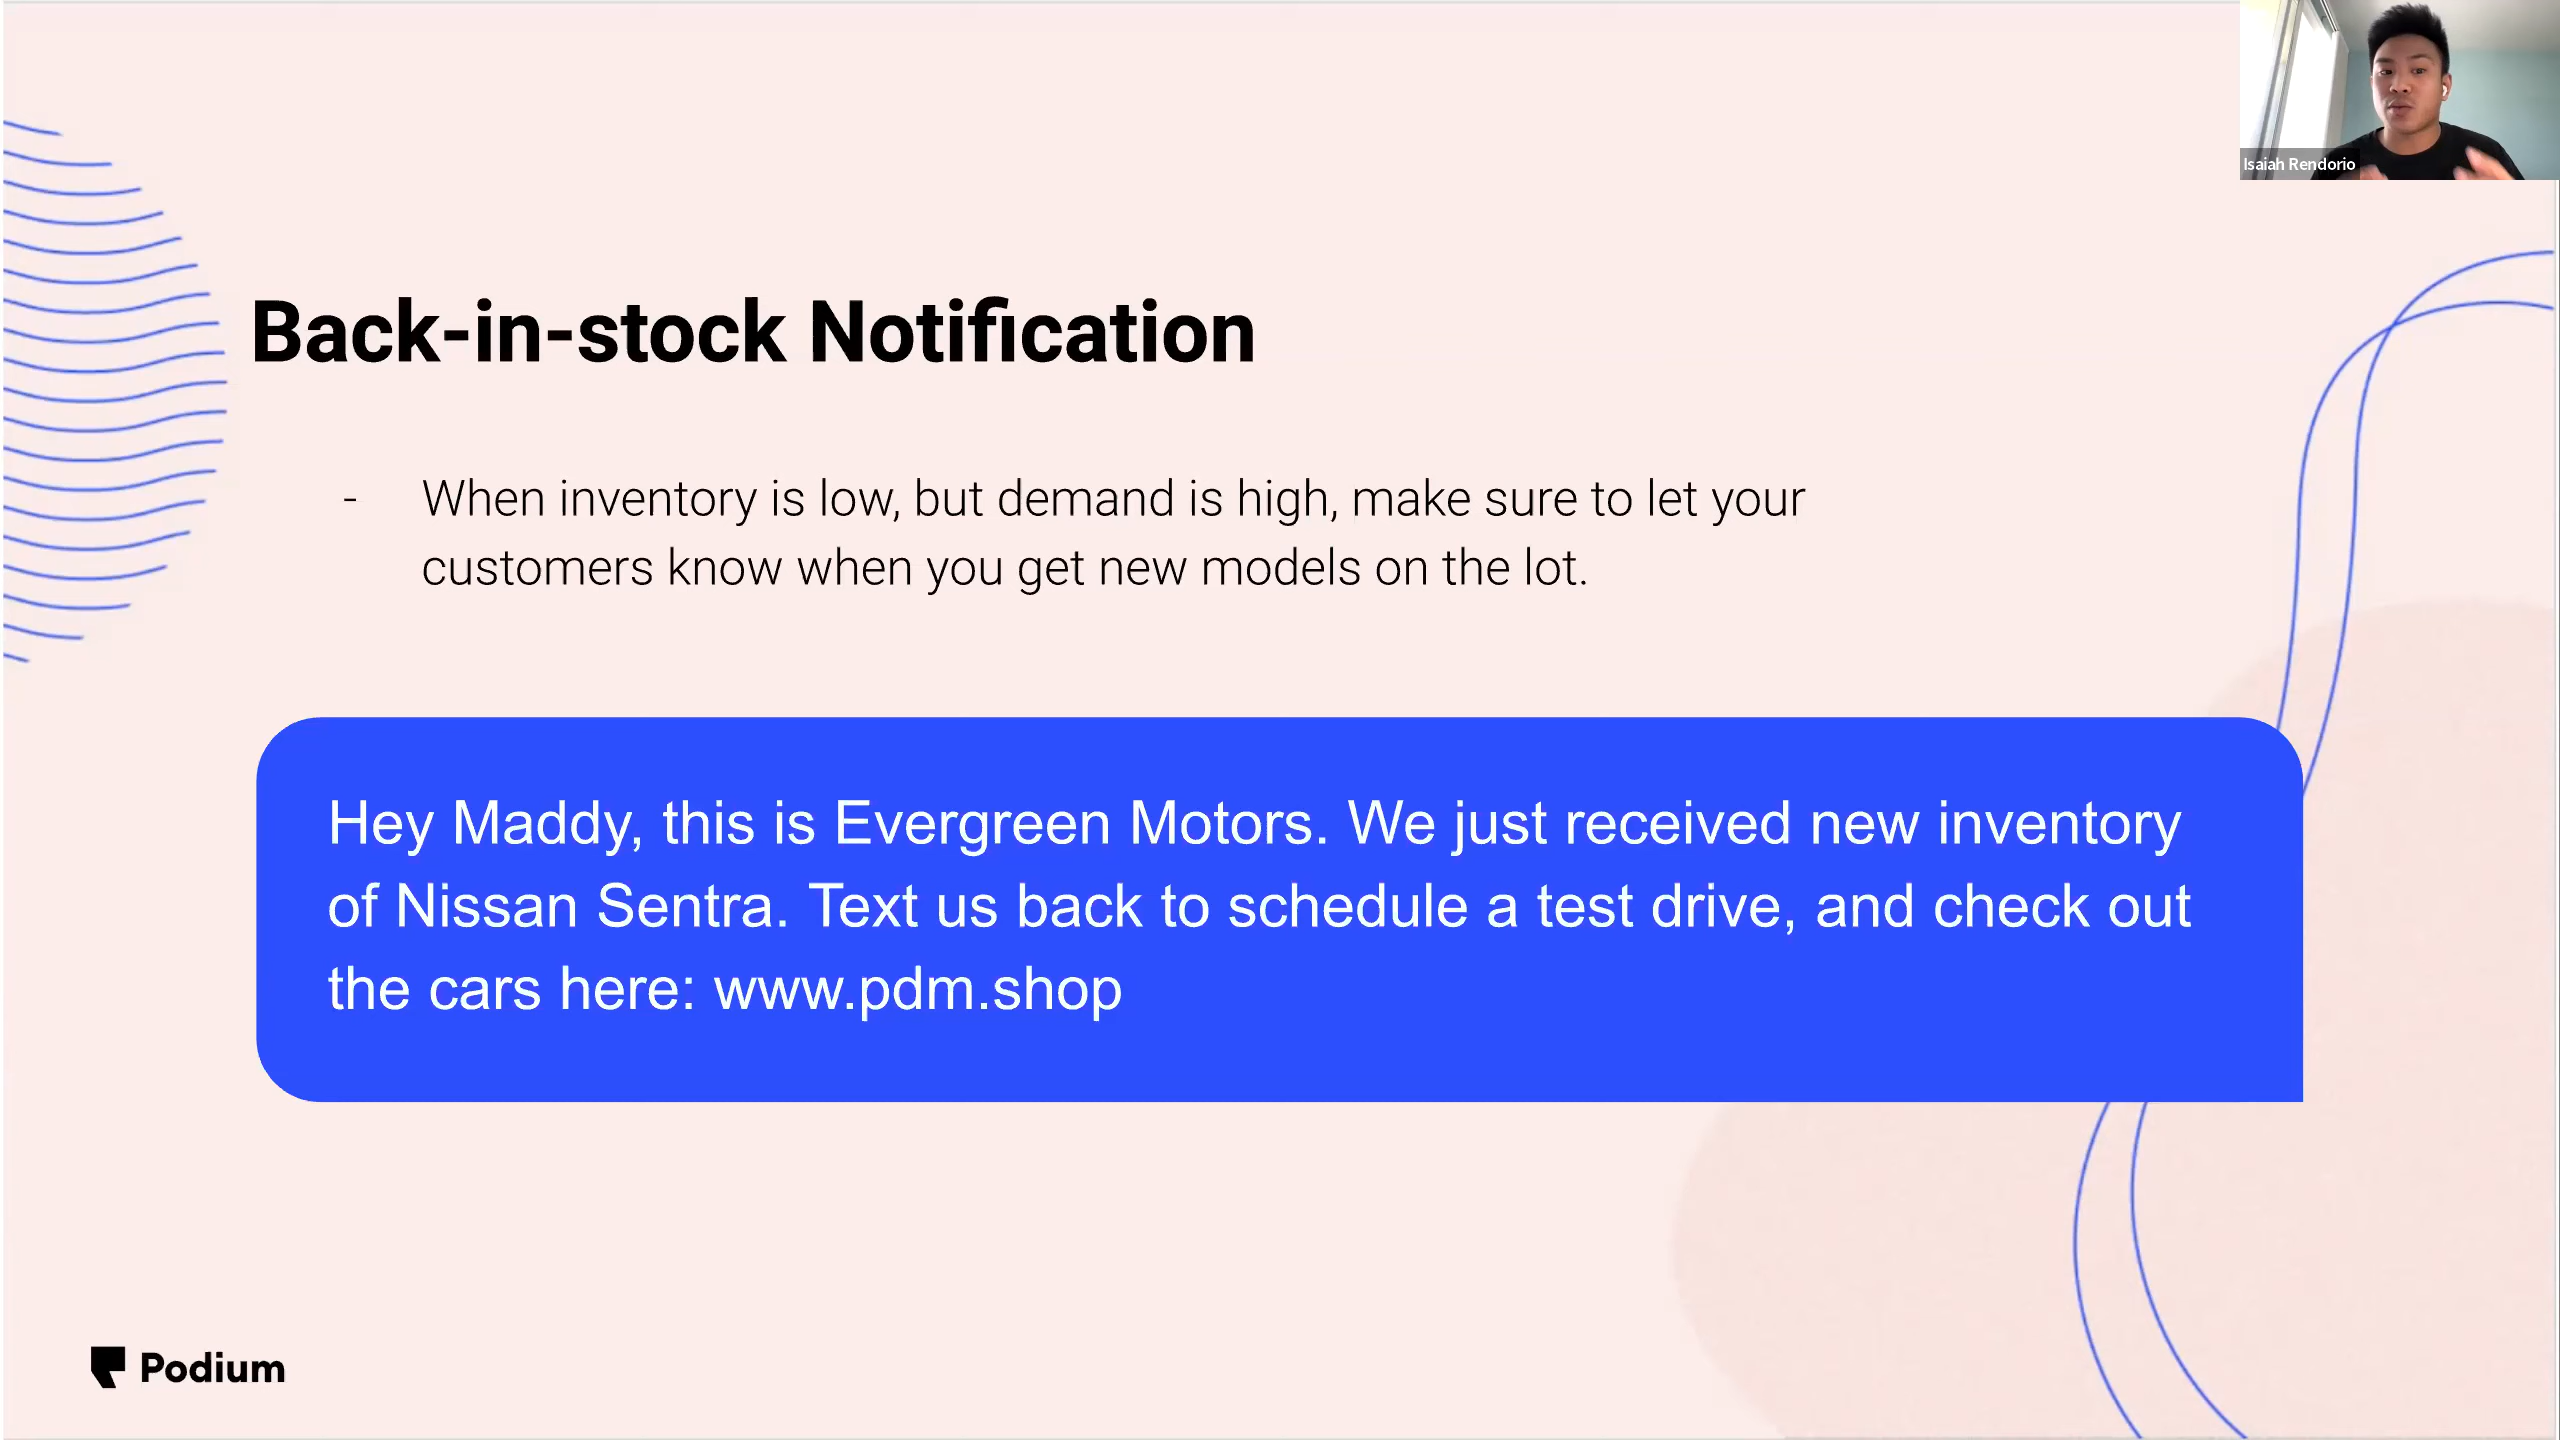 Isaiah Rendorio
Back-in-stock Notification
- When inventory is low, but demand is high, make sure to let your
customers know when you get new models on the lot.
Hey Maddy, this is Evergreen Motors. We just received new inventory
of Nissan Sentra. Text us back to schedule a test drive, and check out
the cars here: www.pdm.shop
Podium